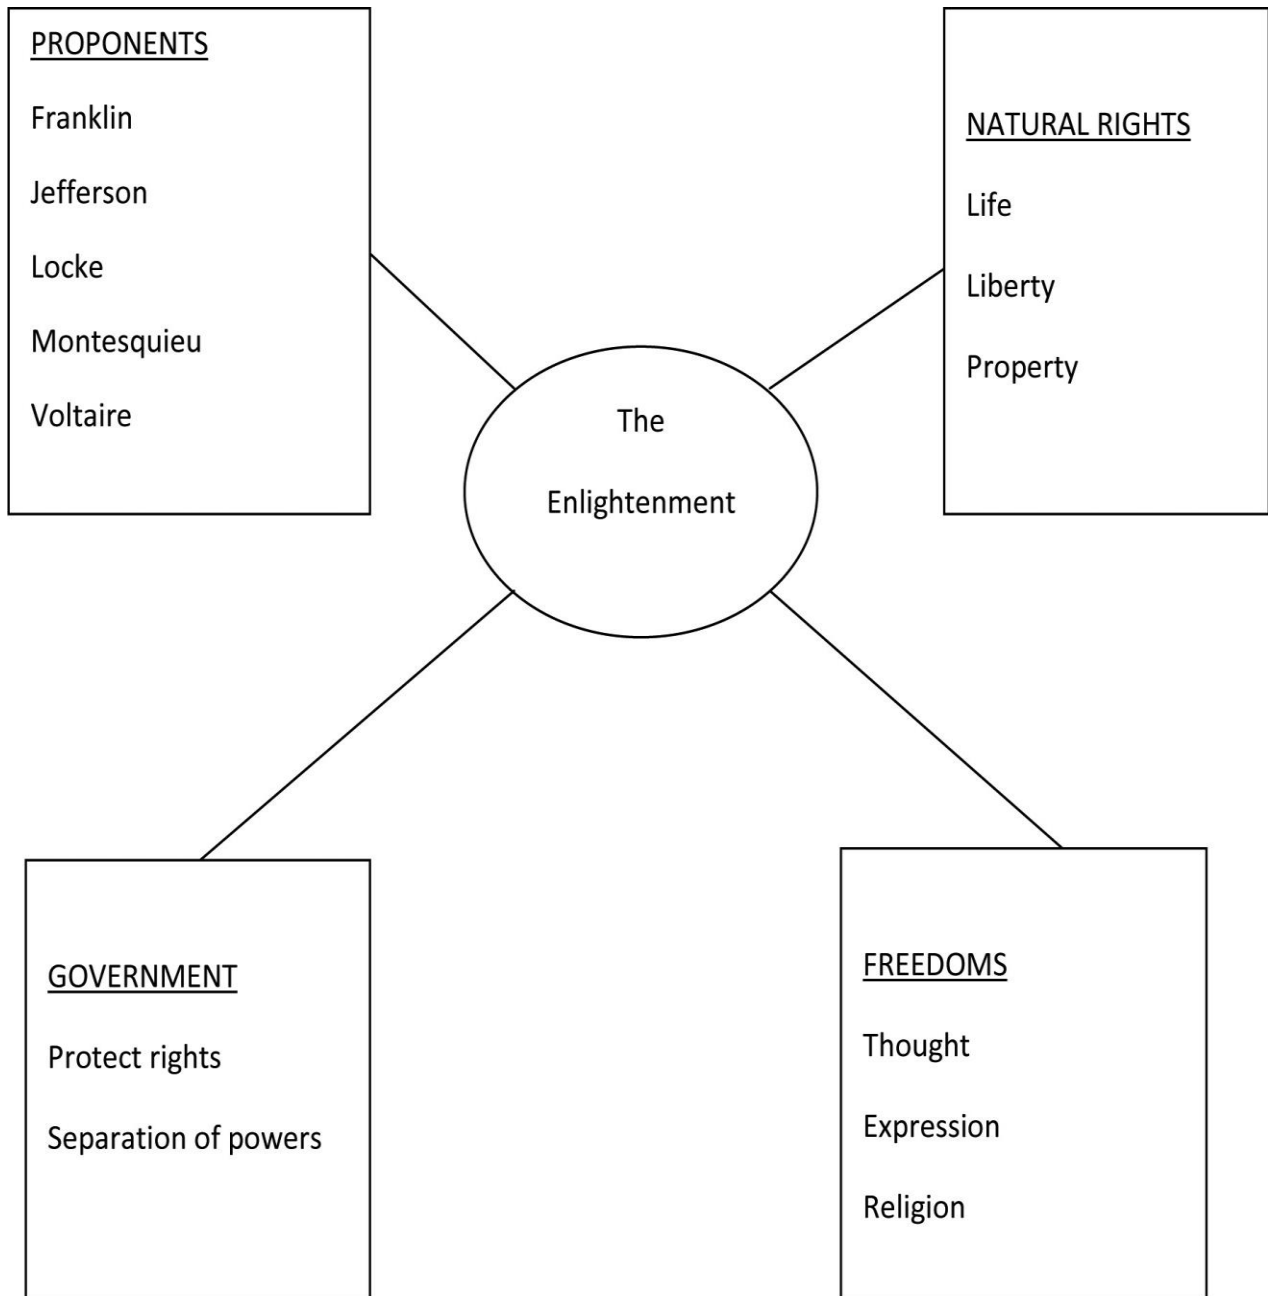 PROPONENTS
Franklin
Jefferson
Locke
Montesquieu
Voltaire
NATURAL RIGHTS
Life
Liberty
Property
The
Enlightenment
GOVERNMENT
Protect rights
Separation of powers
FREEDOMS
Thought
Expression
Religion